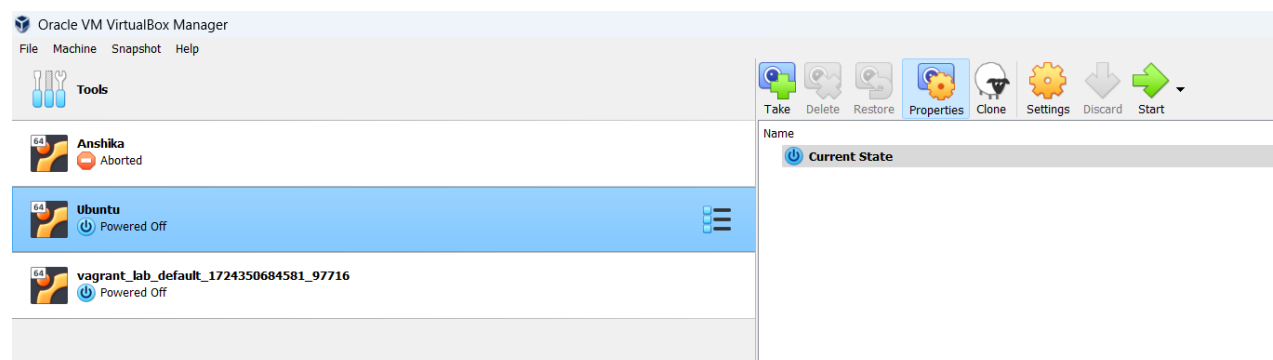 Oracle VM VirtualBox Manager
File Machine Snapshot Help
Tools
Take Delete Restore Properties Clone Settings Discard Start
Name
Current State
64
Anshika
Aborted
64
Ubuntu
Powered Off
64
vagrant_lab_default_1724350684581_97716
Powered Off